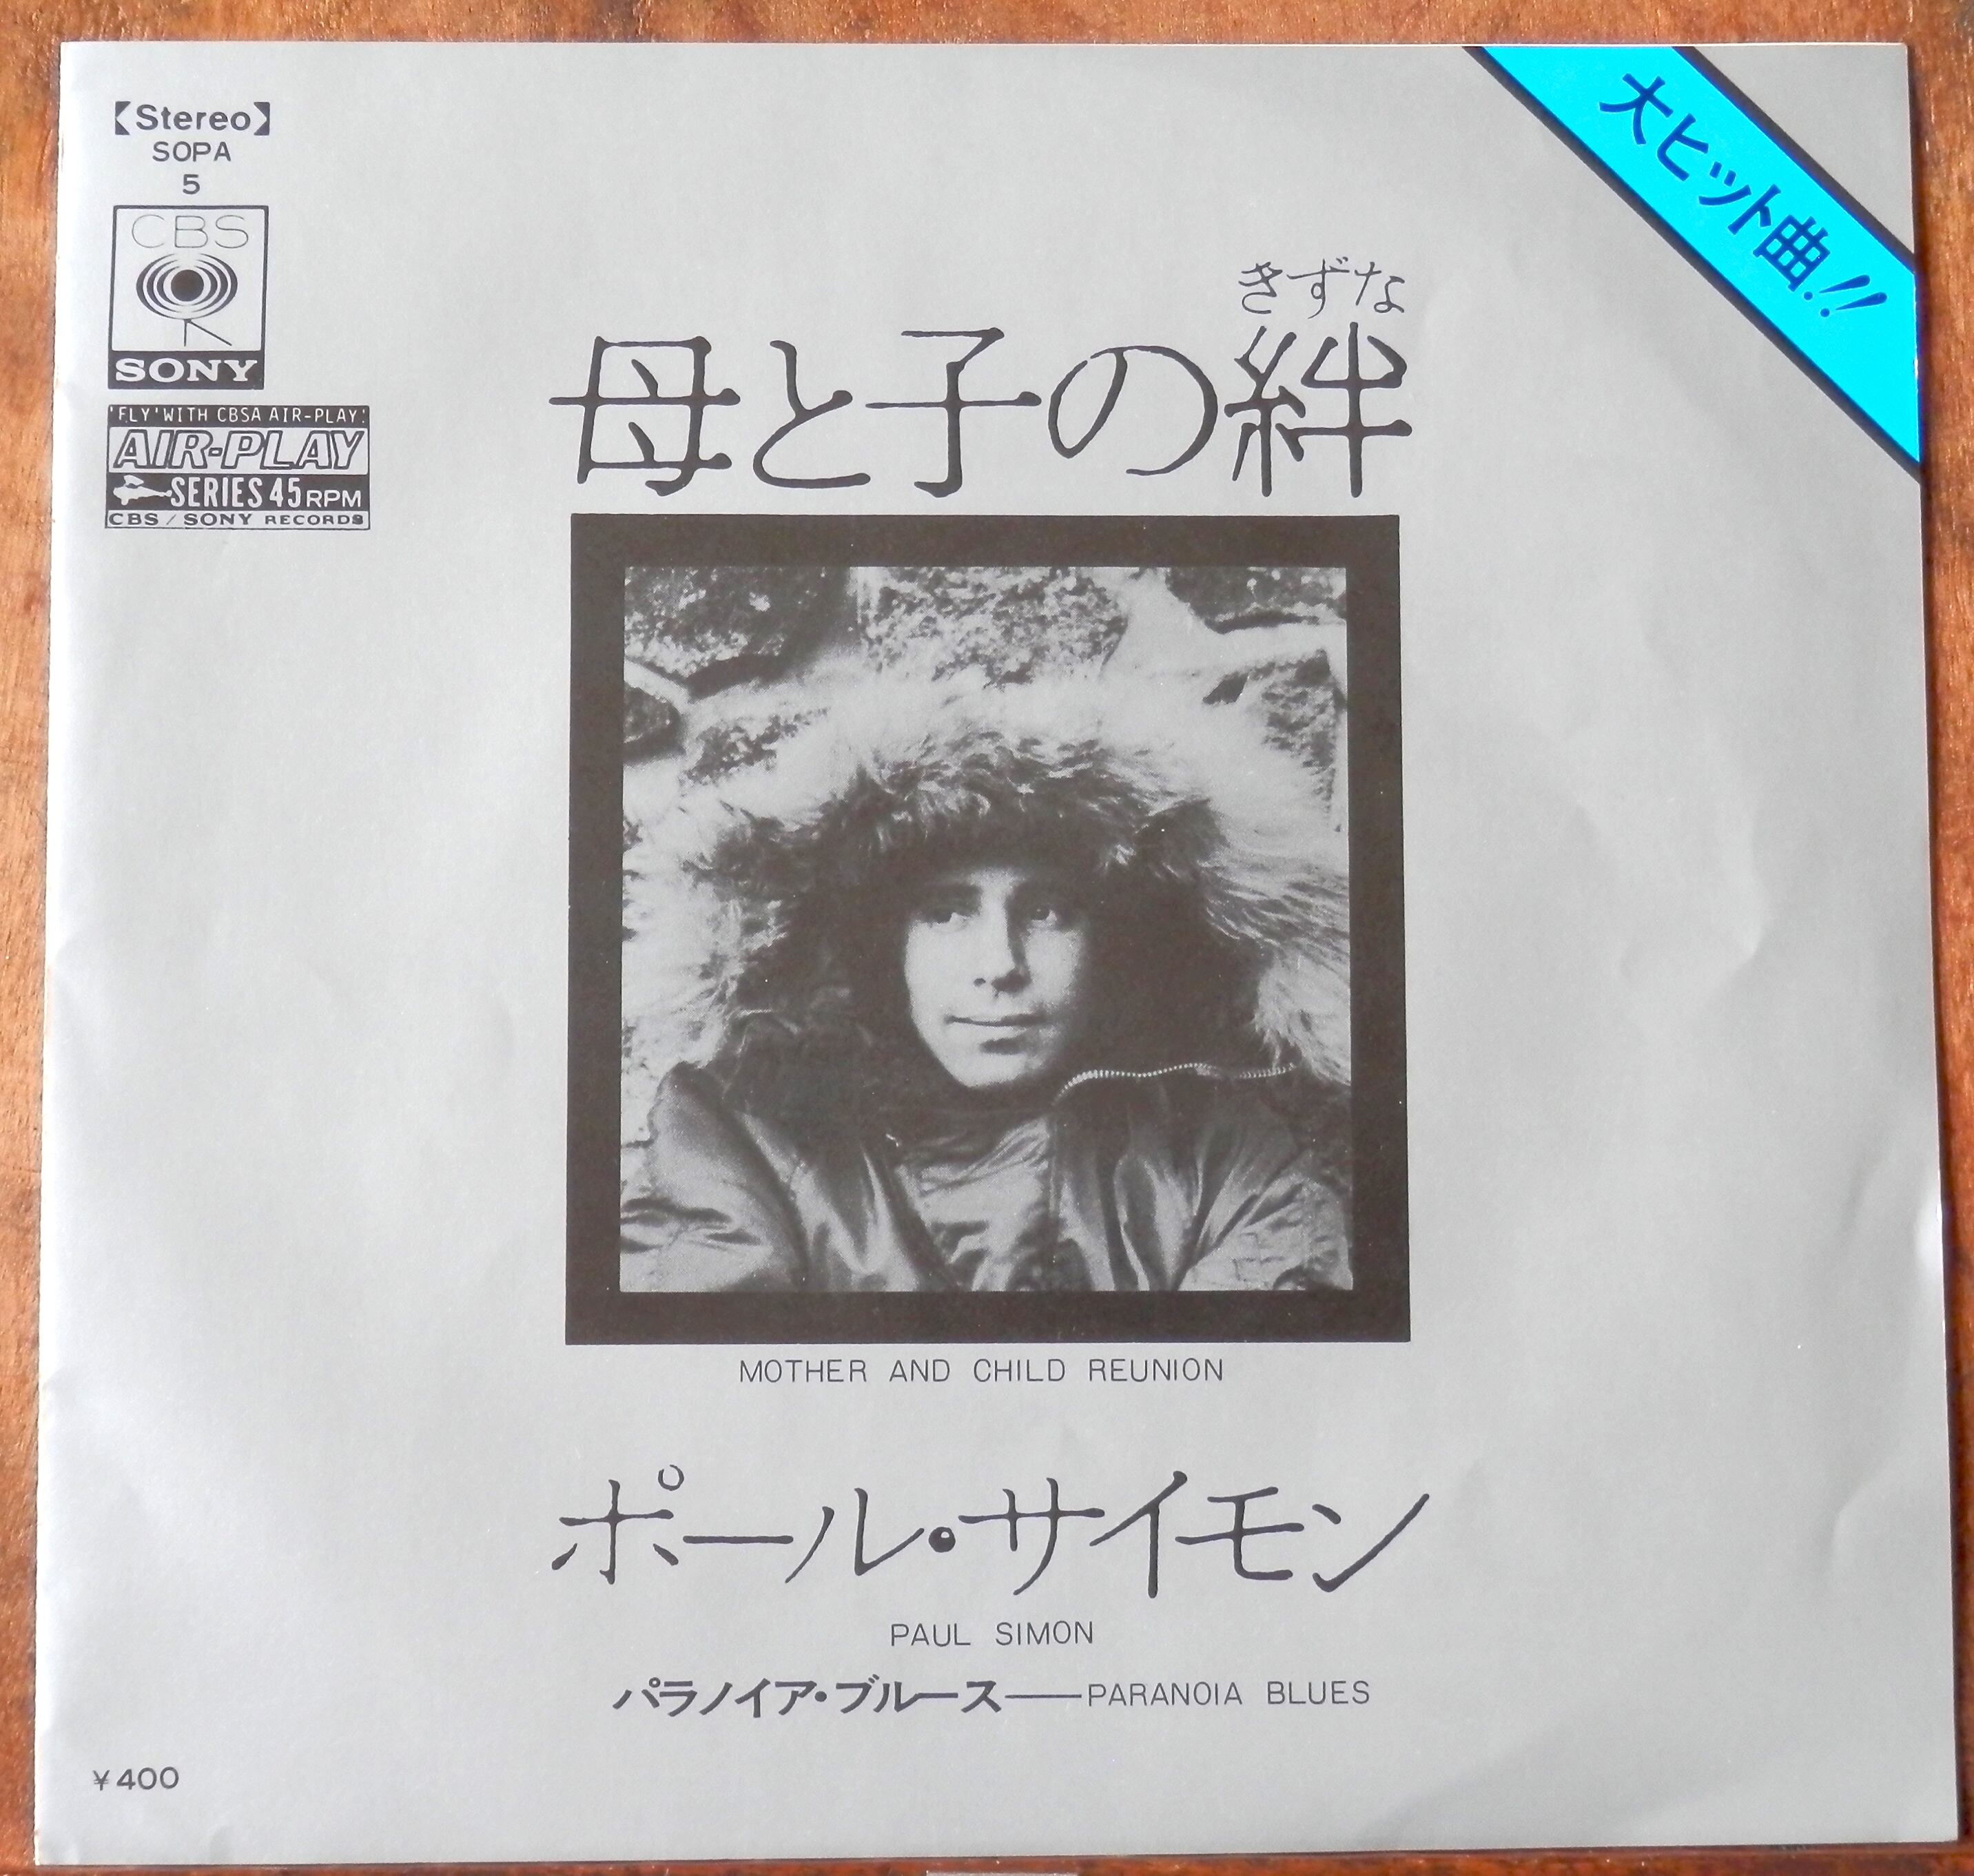 【Stereo】
SOPA
5
CBS
SONY
'FLY' WITH CBSA AIR-PLAY!
AIR-PLAY
SERIES 45 RPM
CBS / SONY RECORDS
大ヒット曲!!
きずな
母と子の絆
MOTHER AND CHILD REUNION
ポール・サイモン
PAUL SIMON
パラノイア・ブルース——PARANOIA BLUES
¥400